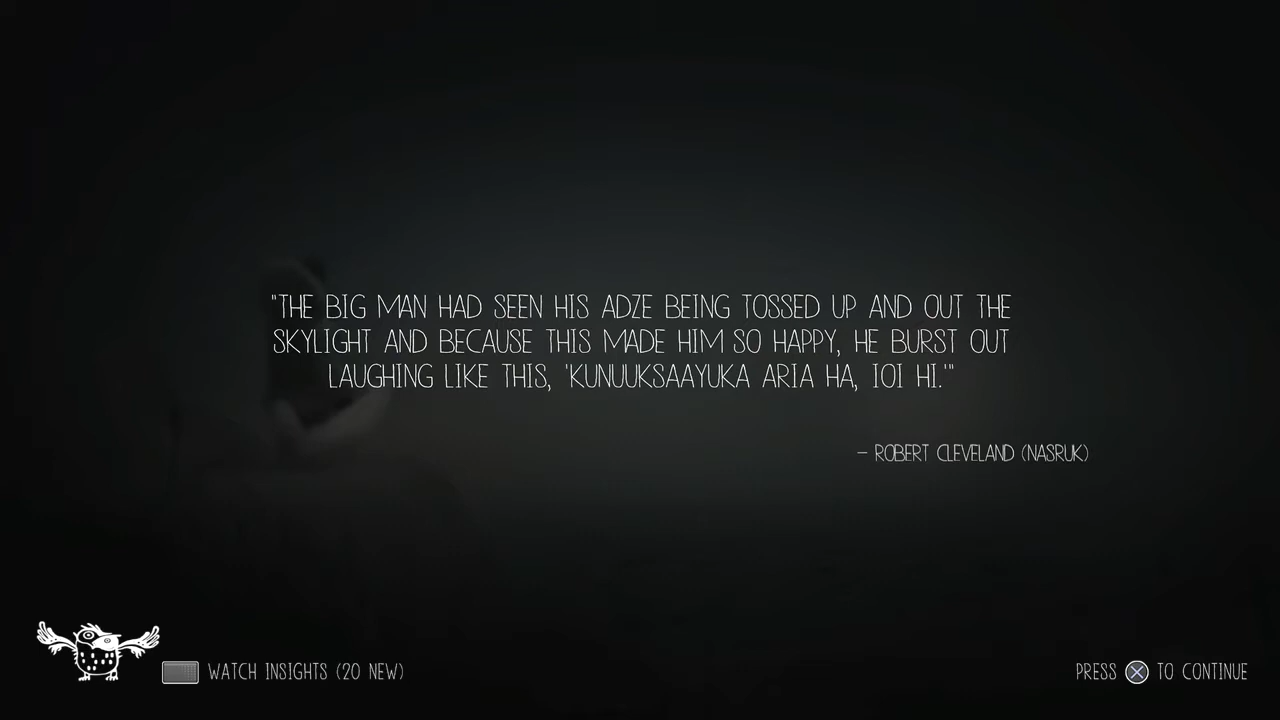 "THE BIG MAN HAD SEEN HIS ADZE BEING TOSSED UP AND OUT THE
SKYLIGHT AND BECAUSE THIS MADE HIM SO HAPPY, HE BURST OUT
LAUGHING LIKE THIS, 'KUNUUKSAAYUKA ARIA HA, IOI HI.'"
– ROBERT CLEVELAND (NASRUK)
WATCH INSIGHTS (20 NEW)
PRESS TO CONTINUE